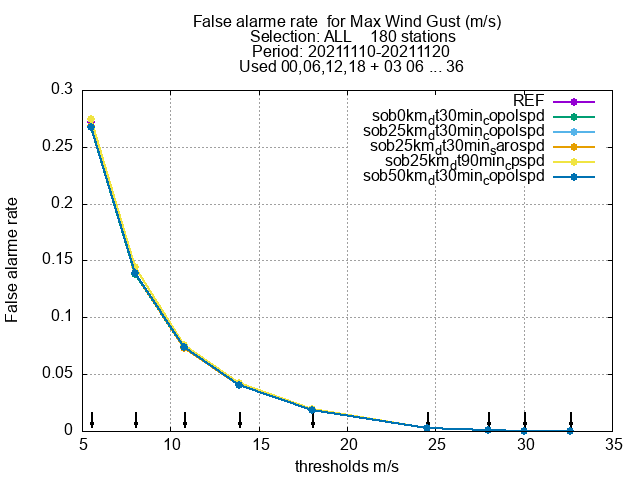 False alarme rate  for Max Wind Gust (m/s)
Selection: ALL    180 stations
Period: 20211110-20211120
Used 00,06,12,18 + 03 06 ... 36
REF
sob0km_dt30min_copolspd
sob25km_dt30min_copolspd
sob25km_dt30min_sarospd
sob25km_dt90min_cpspd
sob50km_dt30min_copolspd
0.3
0.25
0.2
0.15
0.1
0.05
0
False alarme rate
5 10 15 20 25 30 35
thresholds m/s